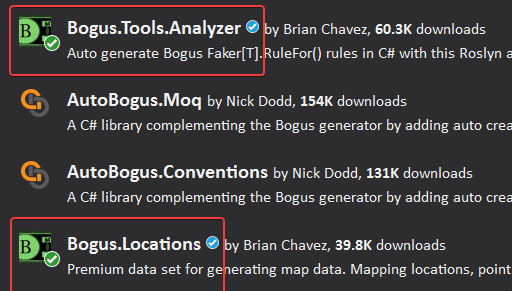 Bogus.Tools.Analyzer by Brian Chavez, 60.3K downloads
Auto generate Bogus Faker[T].RuleFor() rules in C# with this Roslyn a
AutoBogus.Moq by Nick Dodd, 154K downloads
A C# library complementing the Bogus generator by adding auto crea
AutoBogus.Conventions by Nick Dodd, 131K downloads
A C# library complementing the Bogus generator by adding auto crea
Bogus.Locations by Brian Chavez, 39.8K downloads
Premium data set for generating map data. Mapping locations, point